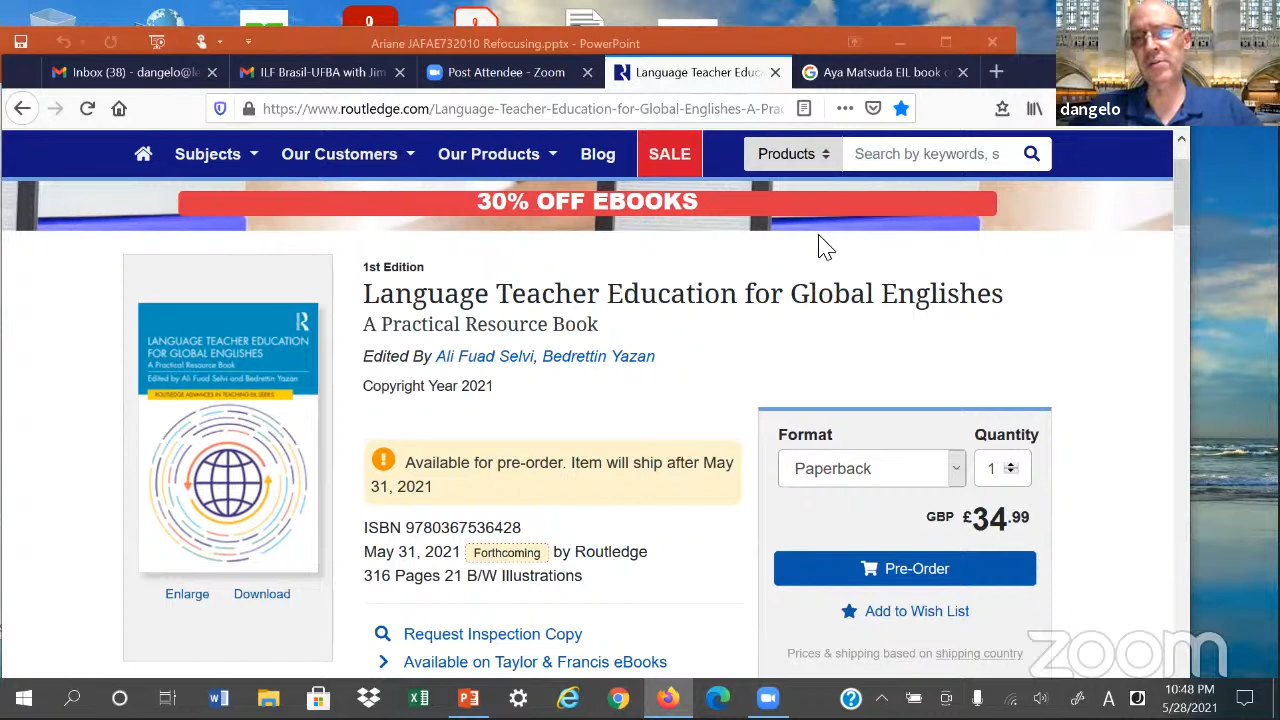 Ariane JAFAE732010 Refocusing.pptx - PowerPoint
Inbox (38) - dangelo@le
ILF Brasil-UFBA with Jim
Post Attendee - Zoom
Language Teacher Educ
Aya Matsuda EIL book c
https://www.routledge.com/Language-Teacher-Education-for-Global-Englishes-A-Prac
dangelo
Subjects
Our Customers
Our Products
Blog
SALE
Products
Search by keywords, s
30% OFF EBOOKS
1st Edition
Language Teacher Education for Global Englishes
A Practical Resource Book
Edited By Ali Fuad Selvi, Bedrettin Yazan
Copyright Year 2021
R
LANGUAGE TEACHER EDUCATION
FOR GLOBAL ENGLISHES
A Practical Resource Book
Edited by Ali Fuad Selvi and Bedrettin Yazan
ROUTLEDGE ADVANCES IN TEACHING EIL SERIES
Enlarge
Download
Available for pre-order. Item will ship after May
31, 2021
ISBN 9780367536428
May 31, 2021 Forthcoming by Routledge
316 Pages 21 B/W Illustrations
Request Inspection Copy
Available on Taylor & Francis eBooks
Format
Quantity
Paperback
1
GBP £34.99
Pre-Order
Add to Wish List
Prices & shipping based on shipping country
zoom
10:48 PM
5/28/2021